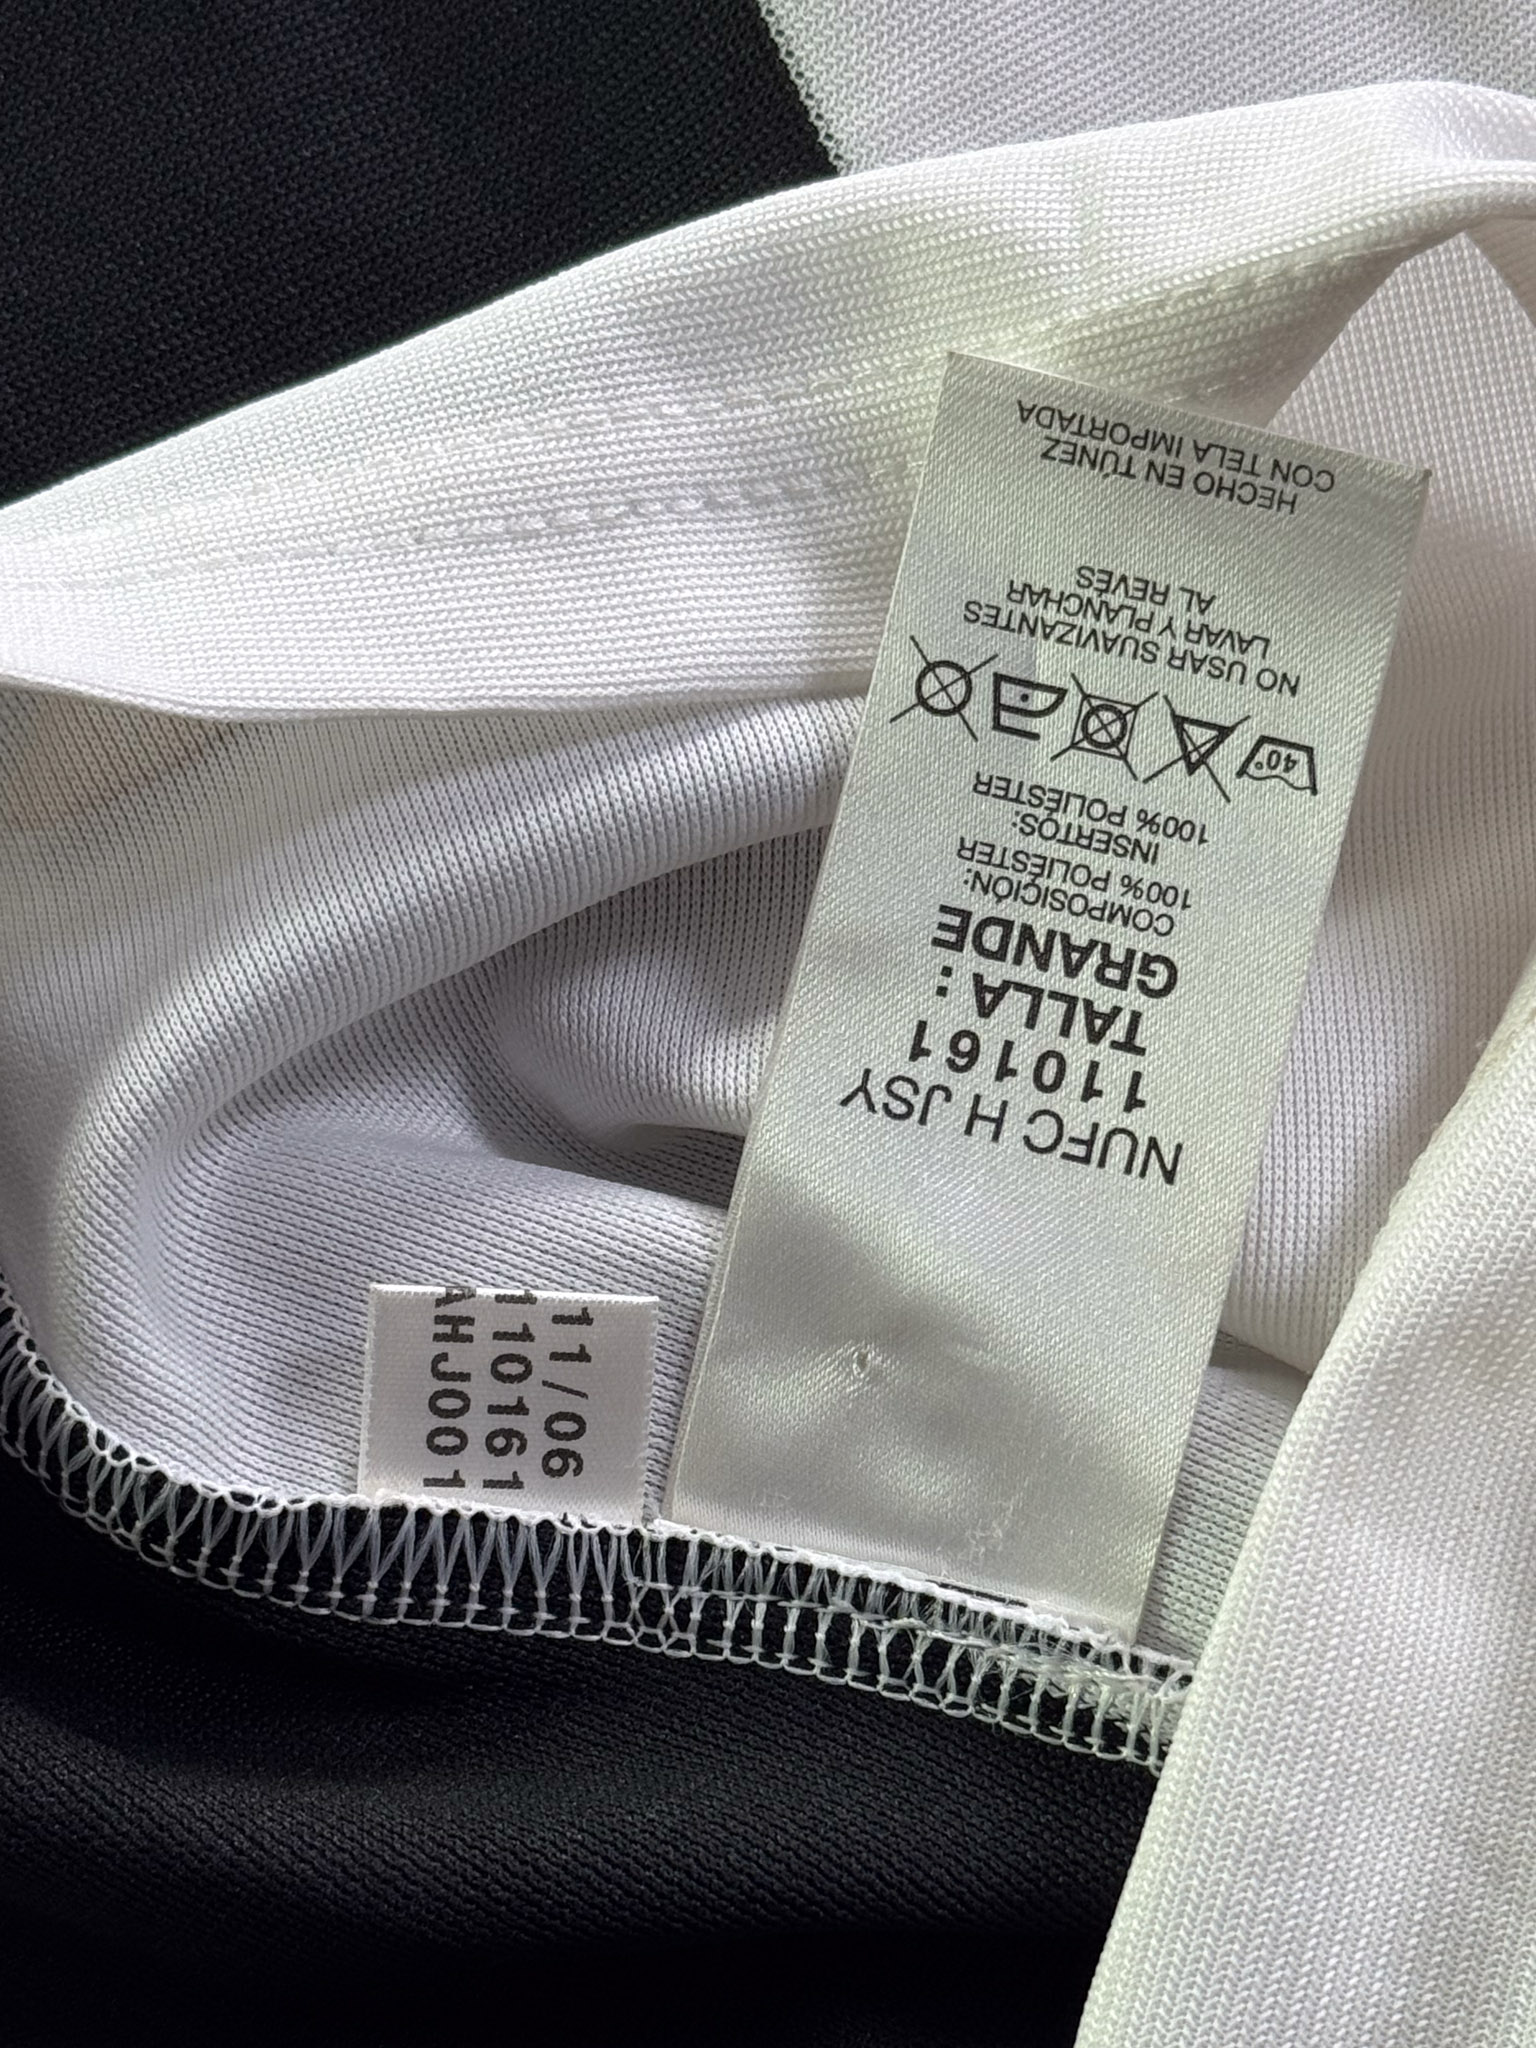 NUFC H JSY
110161
TALLA :
GRANDE
COMPOSICIÓN:
100% POLIÉSTER
INSERTOS:
100% POLIÉSTER
40°
NO USAR SUAVIZANTES
LAVAR Y PLANCHAR
AL REVÉS
HECHO EN TÚNEZ
CON TELA IMPORTADA
11/06
110161
AHJ001